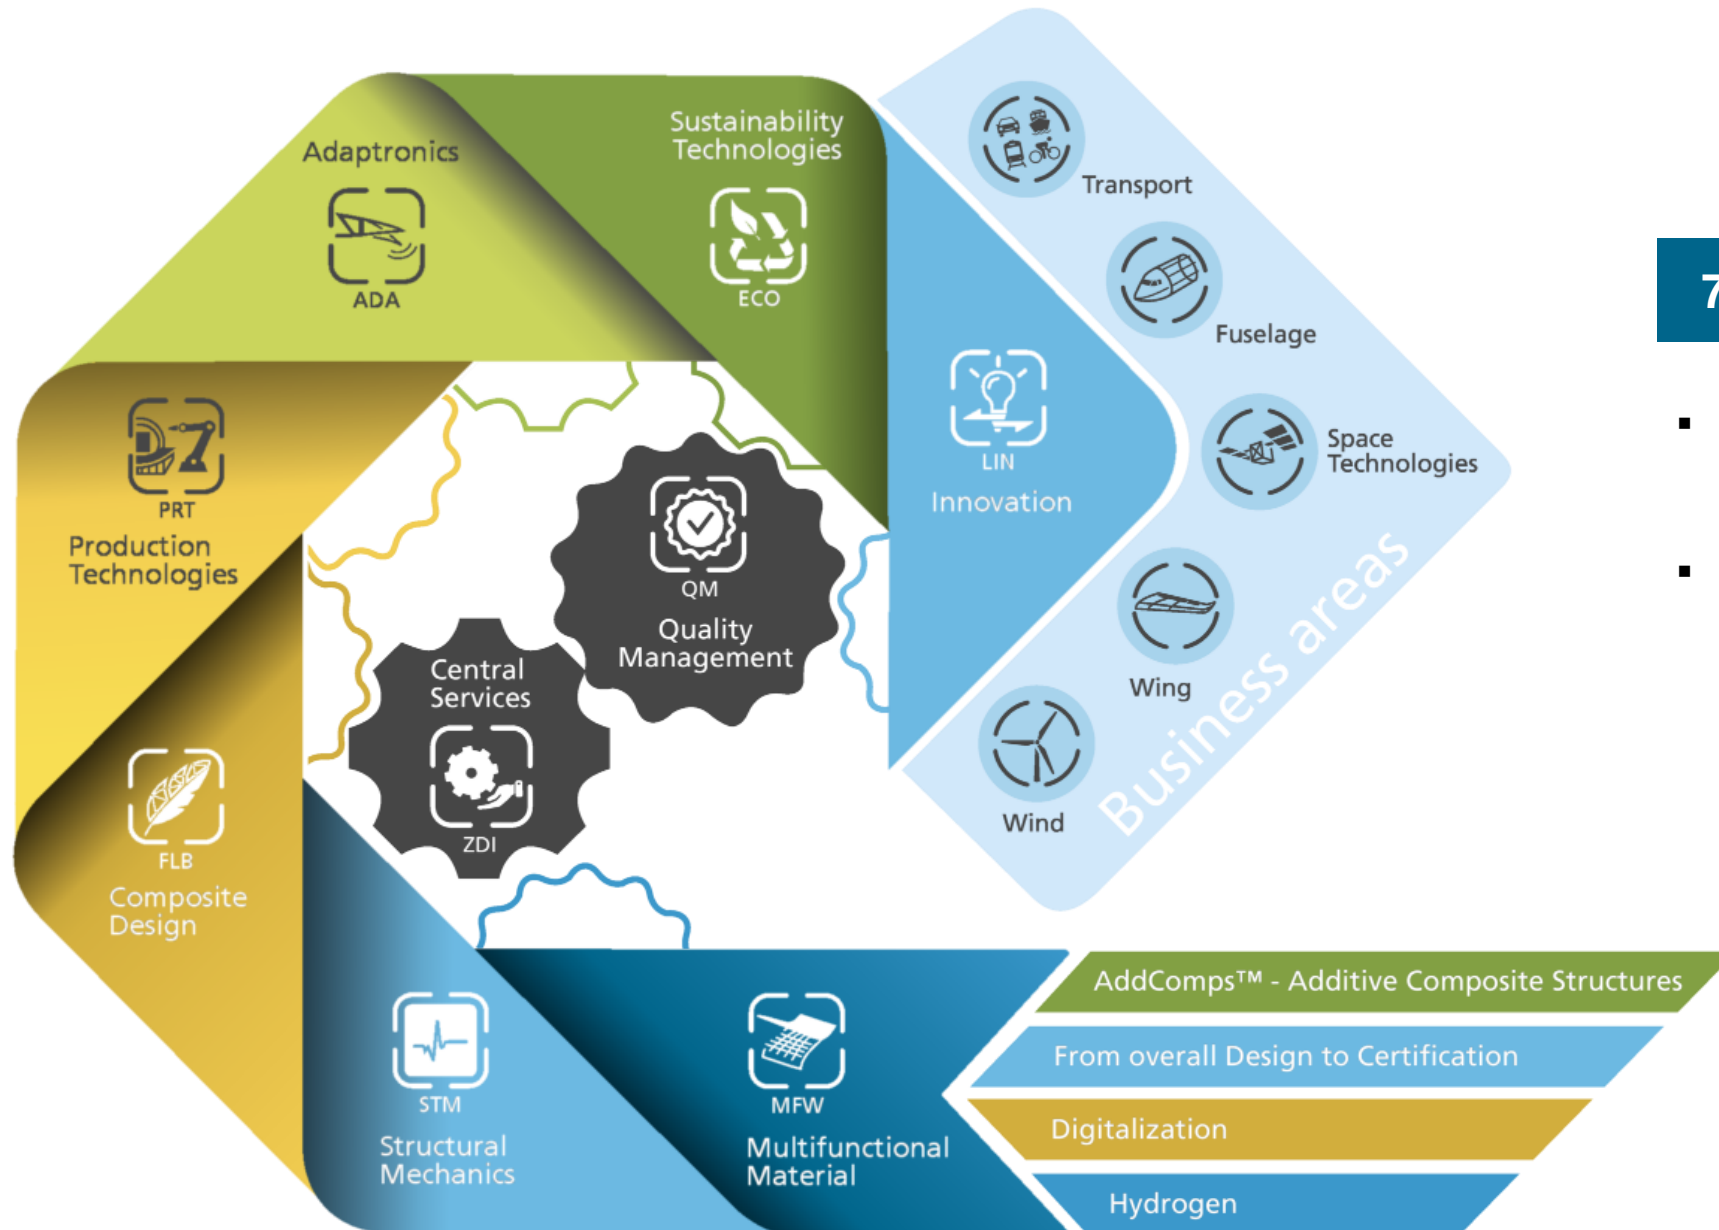 Adaptronics
ADA
Sustainability
Technologies
ECO
PRT
Production
Technologies
FLB
Composite
Design
STM
Structural
Mechanics
MFW
Multifunctional
Material
LIN
Innovation
QM
Quality
Management
Central
Services
ZDI
Transport
Fuselage
Space
Technologies
Wing
Wind
Business areas
AddComps™ - Additive Composite Structures
From overall Design to Certification
Digitalization
Hydrogen
7